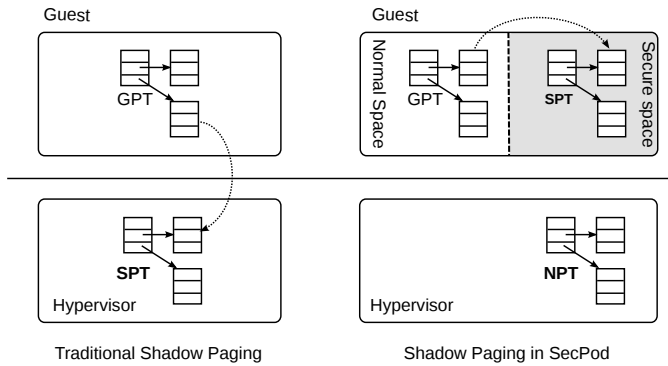 Guest
GPT
SPT
Hypervisor
Traditional Shadow Paging
Guest
Normal Space
GPT
SPT
Secure space
NPT
Hypervisor
Shadow Paging in SecPod